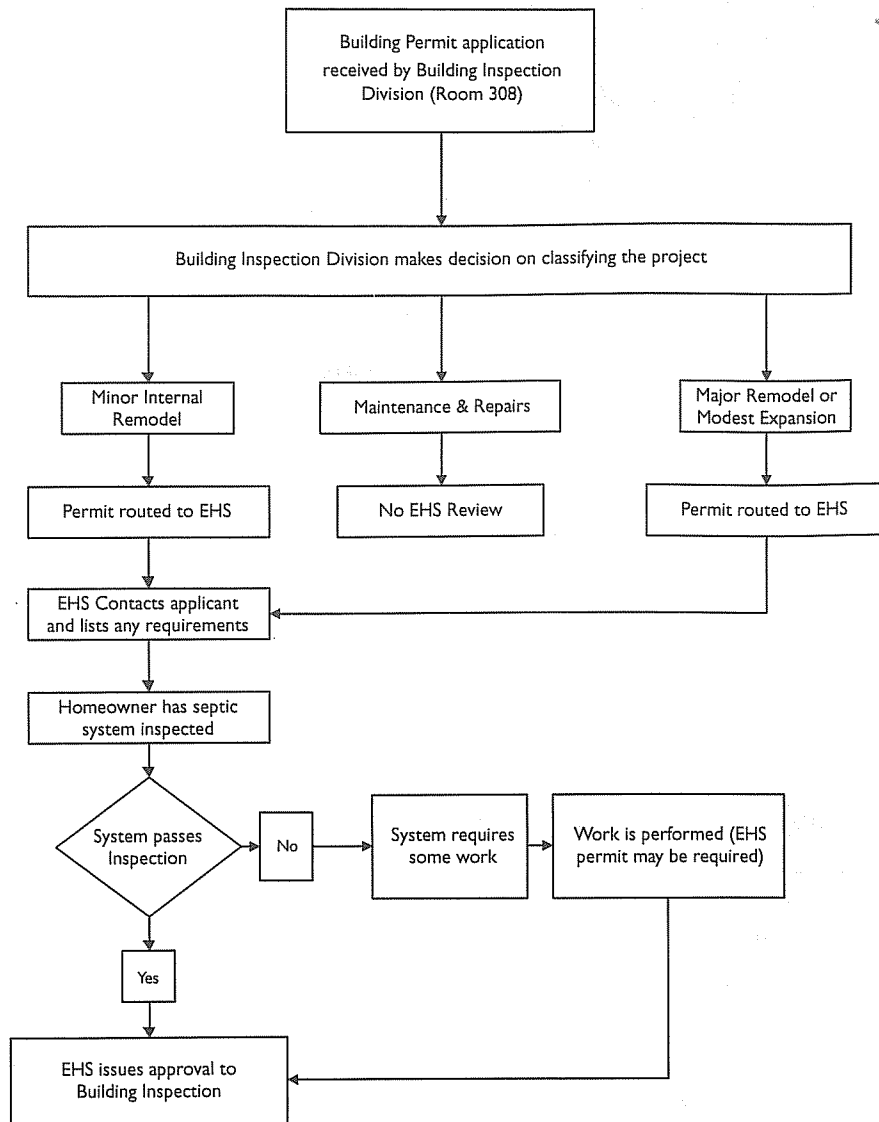 Building Permit application
received by Building Inspection
Division (Room 308)
Building Inspection Division makes decision on classifying the project
Minor Internal
Remodel
Maintenance & Repairs
Major Remodel or
Modest Expansion
Permit routed to EHS
No EHS Review
Permit routed to EHS
EHS Contacts applicant
and lists any requirements
Homeowner has septic
system inspected
System passes
Inspection
No
System requires
some work
Work is performed (EHS
permit may be required)
Yes
EHS issues approval to
Building Inspection